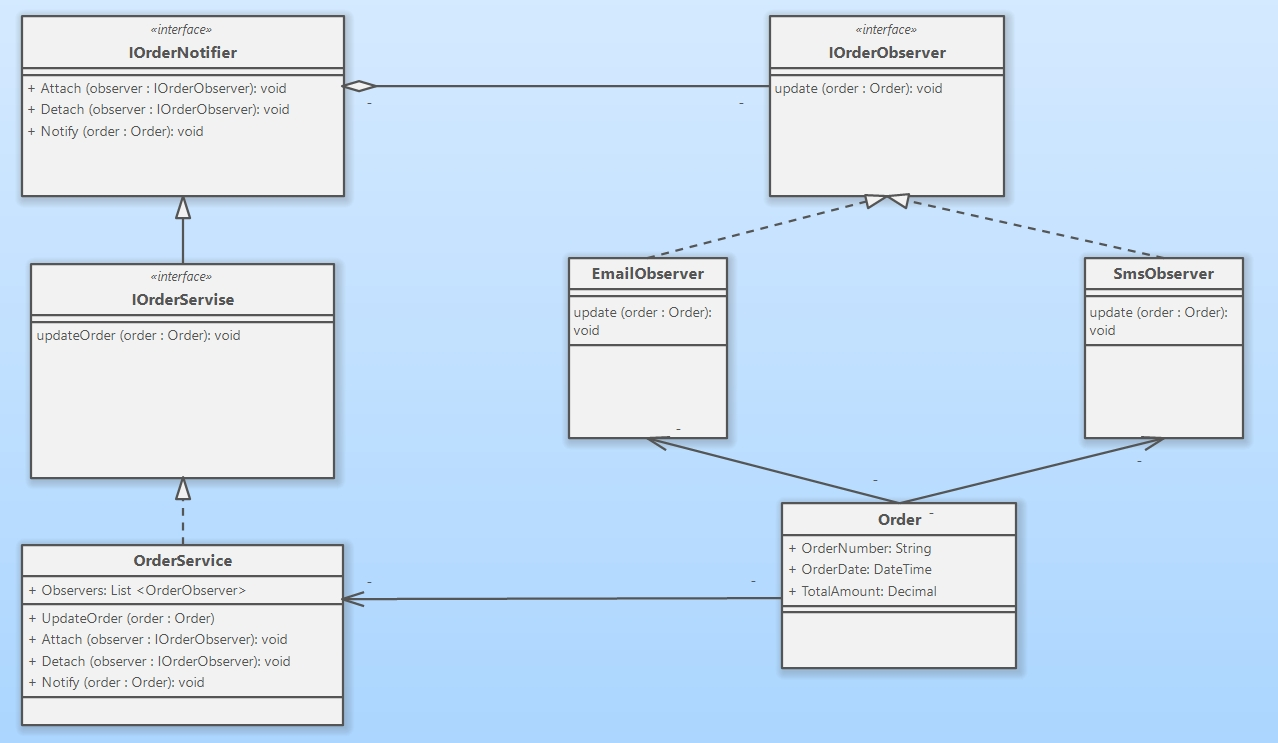 «interface»
IOrderNotifier
+ Attach (observer : IOrderObserver): void
+ Detach (observer : IOrderObserver): void
+ Notify (order : Order): void
«interface»
IOrderObserver
update (order : Order): void
-
-
«interface»
IOrderServise
updateOrder (order : Order): void
EmailObserver
update (order : Order):
void
-
SmsObserver
update (order : Order):
void
-
-
OrderService
+ Observers: List <OrderObserver>
+ UpdateOrder (order : Order)
+ Attach (observer : IOrderObserver): void
+ Detach (observer : IOrderObserver): void
+ Notify (order : Order): void
-
-
Order
-
+ OrderNumber: String
+ OrderDate: DateTime
+ TotalAmount: Decimal